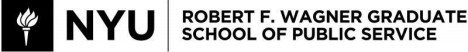 NYU
ROBERT F. WAGNER GRADUATE
SCHOOL OF PUBLIC SERVICE